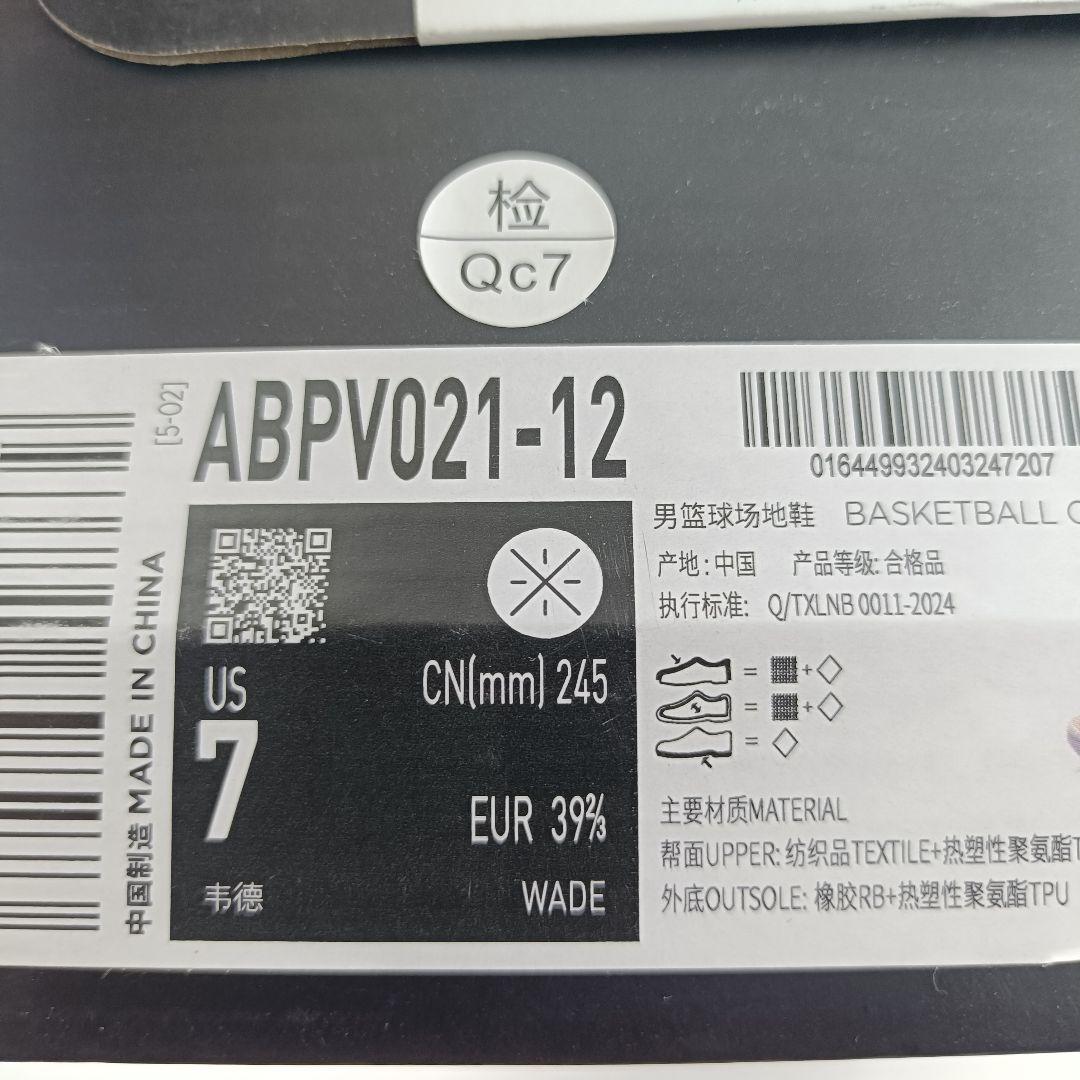 检
Qc7
[5-02]
ABPV021-12
016449932403247207
中国制造 MADE IN CHINA
US
7
韦德
CN(mm) 245
EUR 39⅔
WADE
男篮球场地鞋 BASKETBALL
产地: 中国 产品等级: 合格品
执行标准: Q/TXLNB 0011-2024
= +
= +
=
主要材质MATERIAL
帮面UPPER: 纺织品TEXTILE+热塑性聚氨酯
外底OUTSOLE: 橡胶RB+热塑性聚氨酯TPU